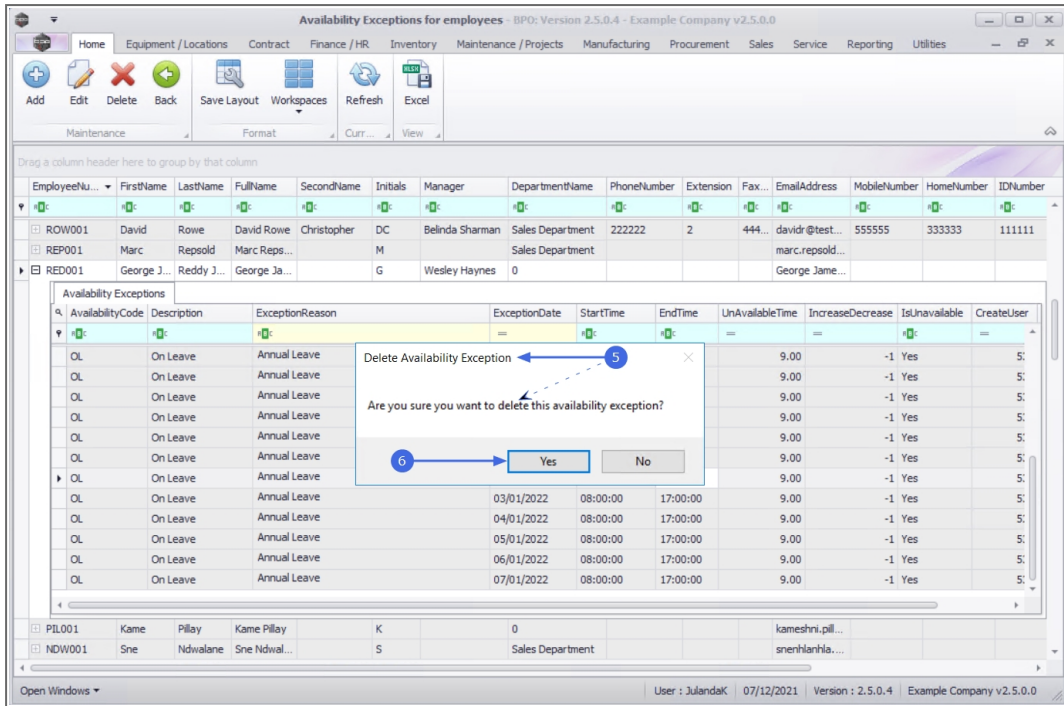 Availability Exceptions for employees - BPO: Version 2.5.0.4 - Example Company v2.5.0.0
Home Equipment / Locations Contract Finance / HR Inventory Maintenance / Projects Manufacturing Procurement Sales Service Reporting Utilities
Add Edit Delete Back Save Layout Workspaces Refresh Excel
Maintenance Format Curr... View
Drag a column header here to group by that column
EmployeeNu... FirstName LastName FullName SecondName Initials Manager DepartmentName PhoneNumber Extension Fax... EmailAddress MobileNumber HomeNumber IDNumber
ROW001 David Rowe David Rowe Christopher DC Belinda Sharman Sales Department 222222 2 444... davidr@test... 555555 333333 111111
REP001 Marc Repsold Marc Reps... M Sales Department marc.repsold...
RED001 George J... Reddy J... George Ja... G Wesley Haynes 0 George Jame...
Availability Exceptions
AvailabilityCode Description ExceptionReason ExceptionDate StartTime EndTime UnAvailableTime IncreaseDecrease IsUnavailable CreateUser
= = =
OL On Leave Annual Leave 9.00 -1 Yes
OL On Leave Annual Leave 9.00 -1 Yes
OL On Leave Annual Leave 9.00 -1 Yes
OL On Leave Annual Leave 9.00 -1 Yes
OL On Leave Annual Leave 9.00 -1 Yes
OL On Leave Annual Leave 9.00 -1 Yes
OL On Leave Annual Leave 9.00 -1 Yes
Delete Availability Exception 5
Are you sure you want to delete this availability exception?
6 Yes No
OL On Leave Annual Leave 03/01/2022 08:00:00 17:00:00 9.00 -1 Yes
OL On Leave Annual Leave 04/01/2022 08:00:00 17:00:00 9.00 -1 Yes
OL On Leave Annual Leave 05/01/2022 08:00:00 17:00:00 9.00 -1 Yes
OL On Leave Annual Leave 06/01/2022 08:00:00 17:00:00 9.00 -1 Yes
OL On Leave Annual Leave 07/01/2022 08:00:00 17:00:00 9.00 -1 Yes
PIL001 Kame Pillay Kame Pillay K 0 kameshni.pill...
NDW001 Sne Ndwalane Sne Ndwal... S Sales Department snenhlanhla....
Open Windows User : JulandaK 07/12/2021 Version : 2.5.0.4 Example Company v2.5.0.0